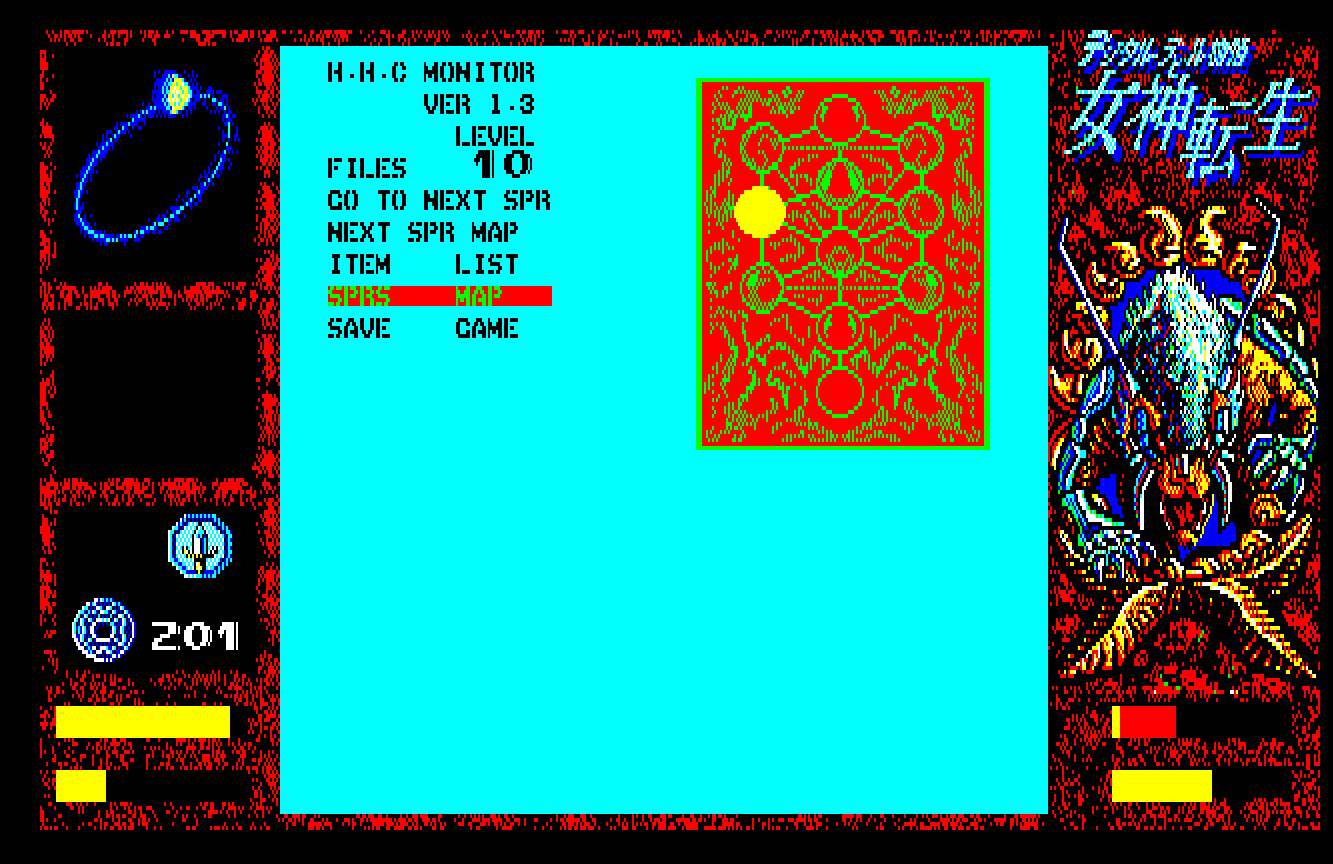 H.H.C MONITOR
VER 1.3
LEVEL
FILES 10
GO TO NEXT SPR
NEXT SPR MAP
ITEM LIST
SPRS MAP
SAVE GAME
201
女神転生